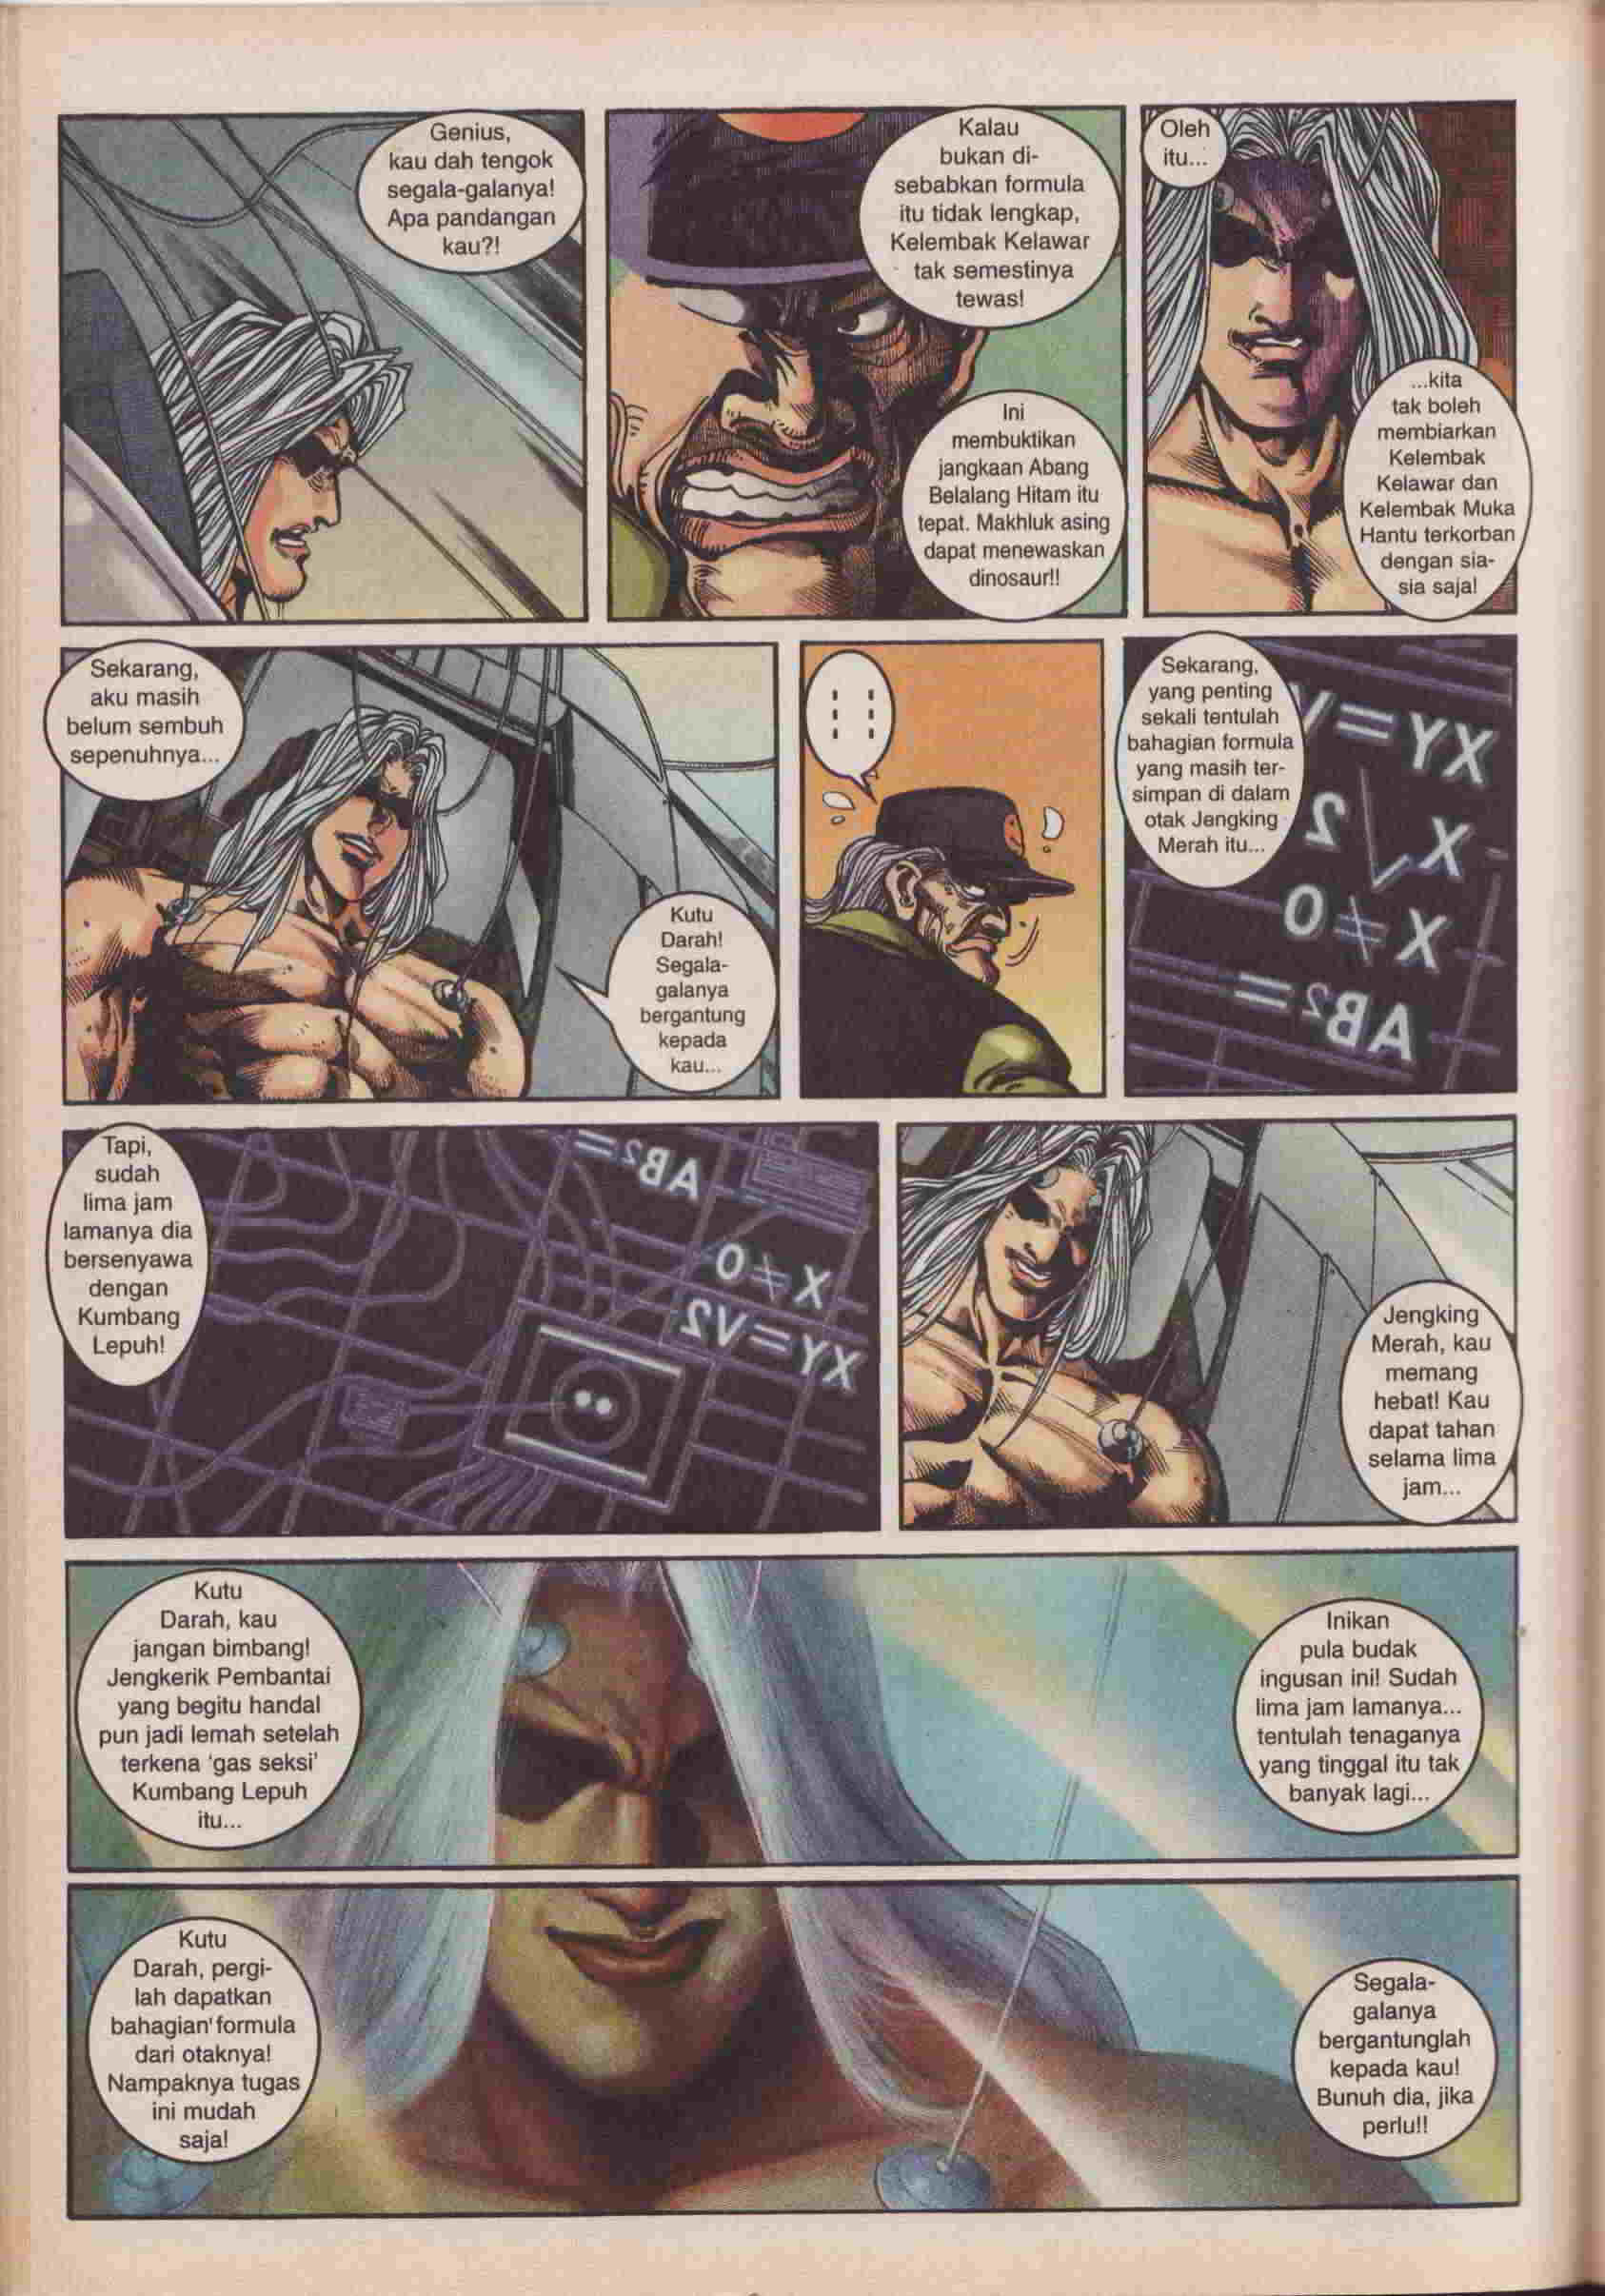 Genius,
kau dah tengok
segala-galanya!
Apa pandangan
kau?!
Kalau
bukan di-
sebabkan formula
itu tidak lengkap,
Kelembak Kelawar
tak semestinya
tewas!
Ini
membuktikan
jangkaan Abang
Belalang Hitam itu
tepat. Makhluk asing
dapat menewaskan
dinosaur!!
Oleh
itu...
...kita
tak boleh
membiarkan
Kelembak
Kelawar dan
Kelembak Muka
Hantu terkorban
dengan sia-
sia saja!
Sekarang,
aku masih
belum sembuh
sepenuhnya...
Kutu
Darah!
Segala-
galanya
bergantung
kepada
kau...
Sekarang,
yang penting
sekali tentulah
bahagian formula
yang masih ter-
simpan di dalam
otak Jengking
Merah itu...
XY=V
X√2
X≠0
AB²=
Tapi,
sudah
lima jam
lamanya dia
bersenyawa
dengan
Kumbang
Lepuh!
AB²=
X≠0
XY=V2
Jengking
Merah, kau
memang
hebat! Kau
dapat tahan
selama lima
jam...
Kutu
Darah, kau
jangan bimbang!
Jengkerik Pembantai
yang begitu handal
pun jadi lemah setelah
terkena 'gas seksi'
Kumbang Lepuh
itu...
Inikan
pula budak
ingusan ini! Sudah
lima jam lamanya...
tentulah tenaganya
yang tinggal itu tak
banyak lagi...
Kutu
Darah, pergi-
lah dapatkan
bahagian formula
dari otaknya!
Nampaknya tugas
ini mudah
saja!
Segala-
galanya
bergantunglah
kepada kau!
Bunuh dia, jika
perlu!!